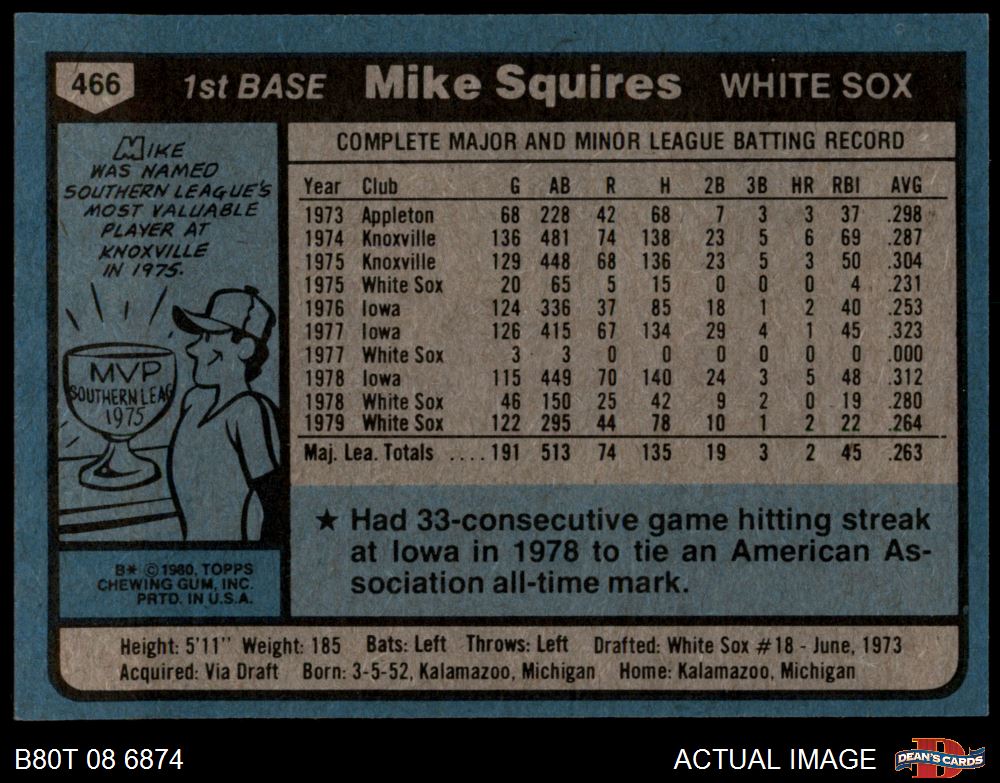 466 1st BASE Mike Squires WHITE SOX
MIKE
WAS NAMED
SOUTHERN LEAGUE'S
MOST VALUABLE
PLAYER AT
KNOXVILLE
IN 1975.
MVP
SOUTHERN LEAG
1975
B* © 1980, TOPPS
CHEWING GUM, INC.
PRTD. IN U.S.A.
COMPLETE MAJOR AND MINOR LEAGUE BATTING RECORD
Year Club G AB R H 2B 3B HR RBI AVG
1973 Appleton 68 228 42 68 7 3 3 37 .298
1974 Knoxville 136 481 74 138 23 5 6 69 .287
1975 Knoxville 129 448 68 136 23 5 3 50 .304
1975 White Sox 20 65 5 15 0 0 0 4 .231
1976 Iowa 124 336 37 85 18 1 2 40 .253
1977 Iowa 126 415 67 134 29 4 1 45 .323
1977 White Sox 3 3 0 0 0 0 0 0 .000
1978 Iowa 115 449 70 140 24 3 5 48 .312
1978 White Sox 46 150 25 42 9 2 0 19 .280
1979 White Sox 122 295 44 78 10 1 2 22 .264
Maj. Lea. Totals ....191 513 74 135 19 3 2 45 .263
★ Had 33-consecutive game hitting streak
at Iowa in 1978 to tie an American As-
sociation all-time mark.
Height: 5'11" Weight: 185 Bats: Left Throws: Left Drafted: White Sox #18 - June, 1973
Acquired: Via Draft Born: 3-5-52, Kalamazoo, Michigan Home: Kalamazoo, Michigan
B80T 08 6874 ACTUAL IMAGE D DEAN'S CARDS